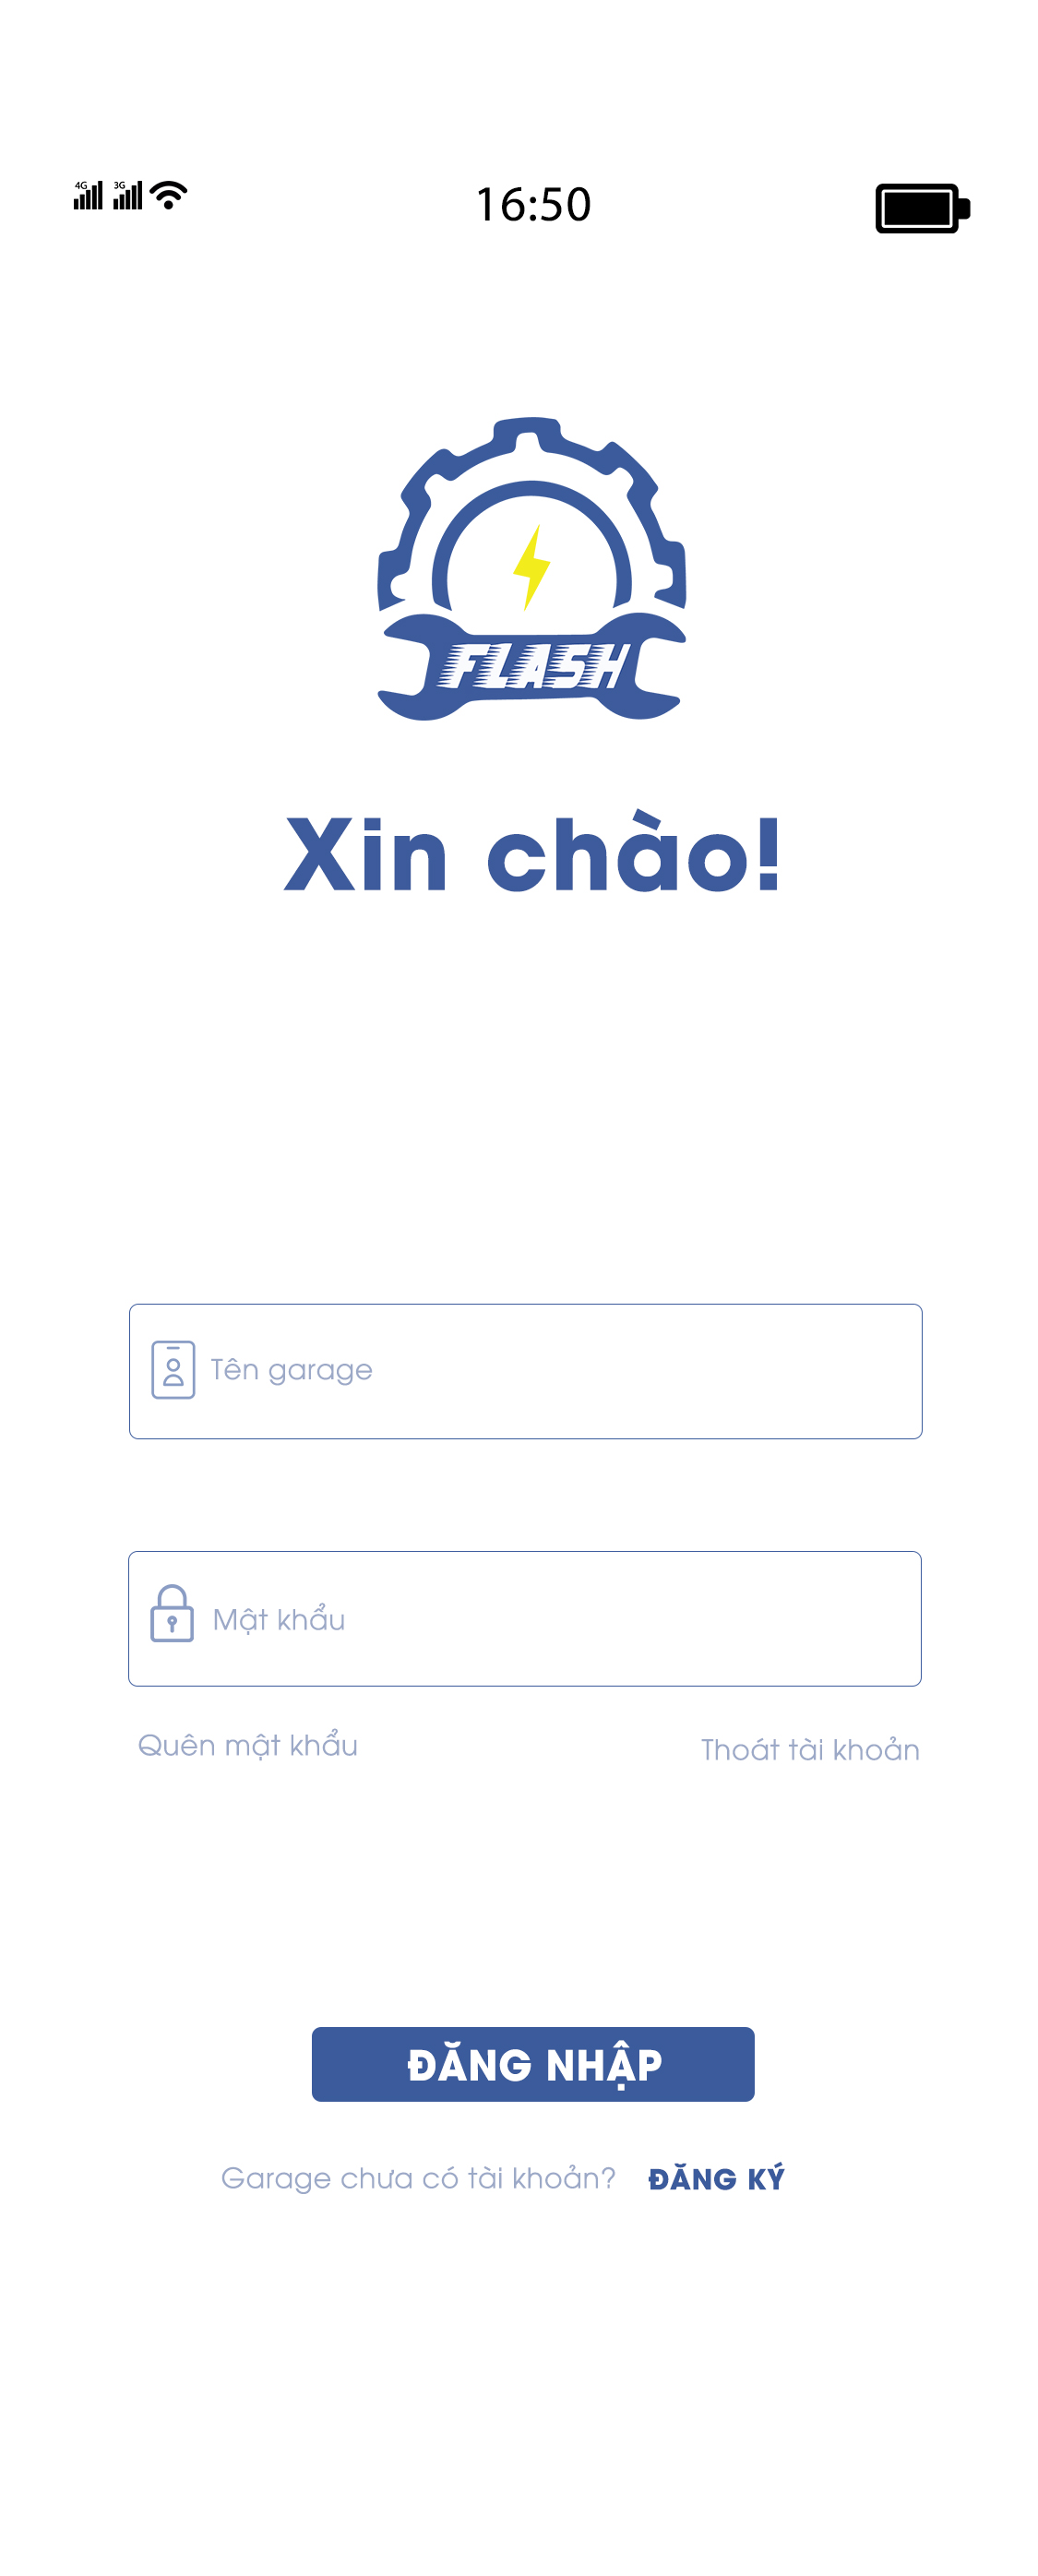 4G 3G 16:50
FLASH
Xin chào!
Tên garage
Mật khẩu
Quên mật khẩu Thoát tài khoản
ĐĂNG NHẬP
Garage chưa có tài khoản? ĐĂNG KÝ